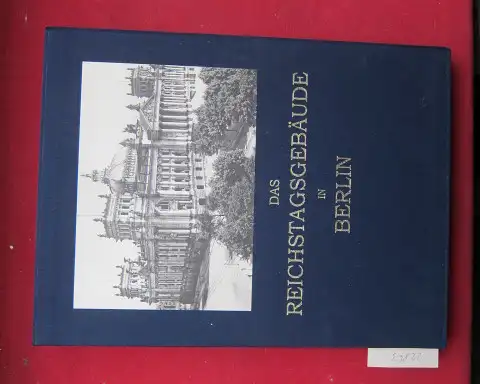 DAS
REICHSTAGSGEBÄUDE
IN
BERLIN